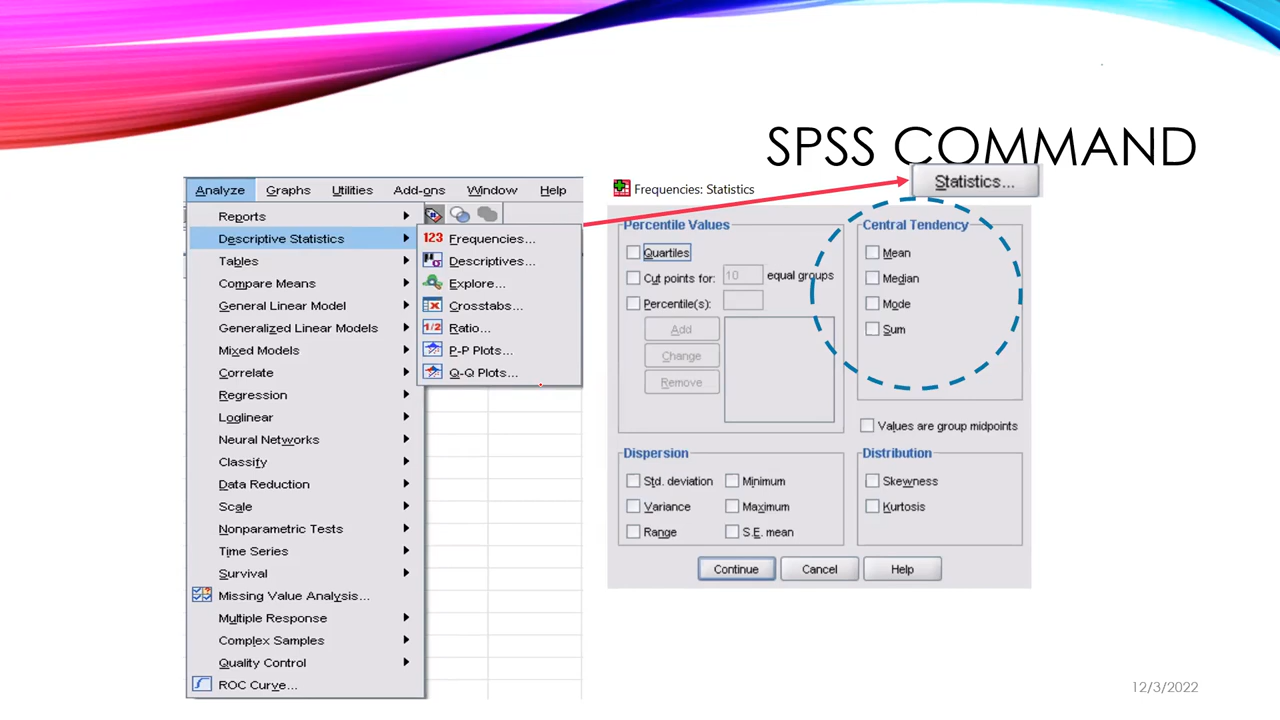 SPSS COMMAND
Analyze Graphs Utilities Add-ons Window Help
Reports
Descriptive Statistics
Tables
Compare Means
General Linear Model
Generalized Linear Models
Mixed Models
Correlate
Regression
Loglinear
Neural Networks
Classify
Data Reduction
Scale
Nonparametric Tests
Time Series
Survival
Missing Value Analysis...
Multiple Response
Complex Samples
Quality Control
ROC Curve...
123 Frequencies...
Descriptives...
Explore...
Crosstabs...
1/2 Ratio...
P-P Plots...
Q-Q Plots...
Frequencies: Statistics
Statistics...
Percentile Values
Quartiles
Cut points for: 10 equal groups
Percentile(s):
Add
Change
Remove
Central Tendency
Mean
Median
Mode
Sum
Values are group midpoints
Dispersion
Std. deviation Minimum
Variance Maximum
Range S.E. mean
Distribution
Skewness
Kurtosis
Continue Cancel Help
12/3/2022